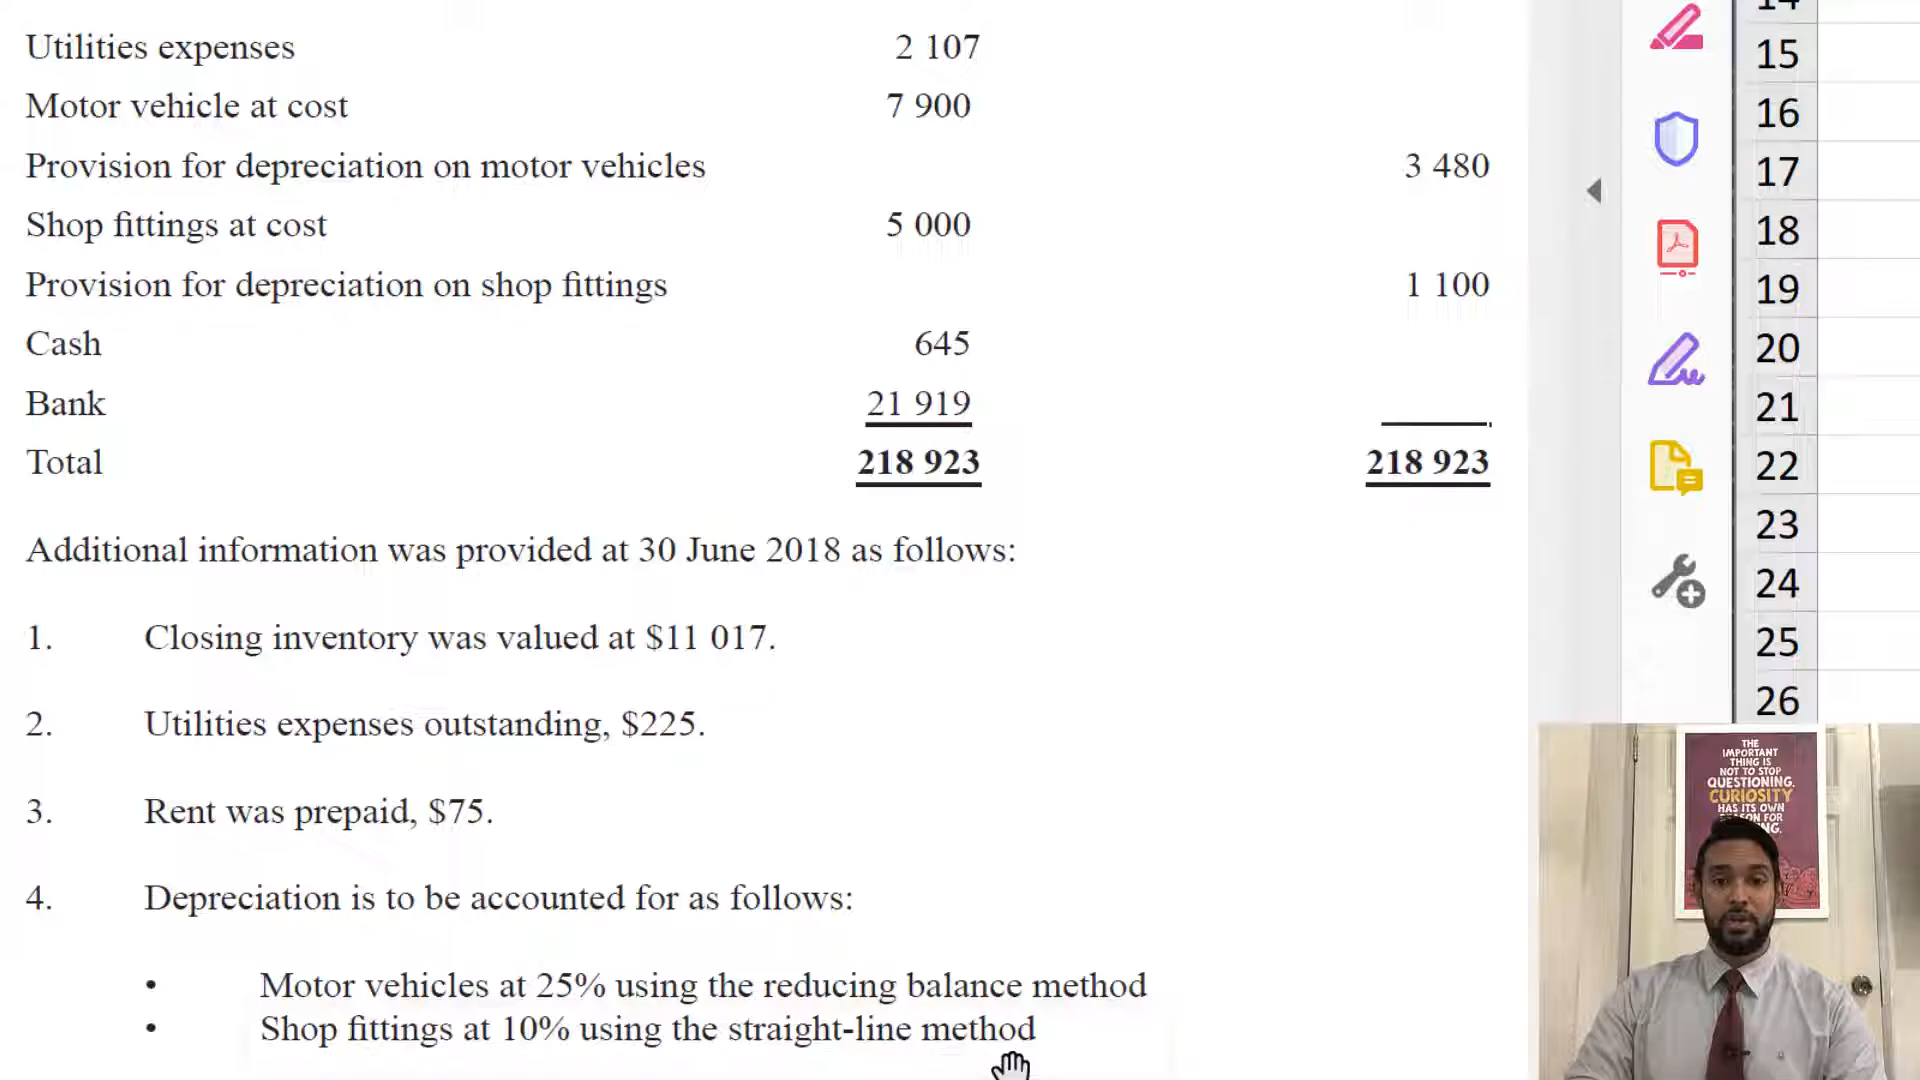 Utilities expenses 2 107
Motor vehicle at cost 7 900
Provision for depreciation on motor vehicles 3 480
Shop fittings at cost 5 000
Provision for depreciation on shop fittings 1 100
Cash 645
Bank 21 919
Total 218 923 218 923
Additional information was provided at 30 June 2018 as follows:
1. Closing inventory was valued at $11 017.
2. Utilities expenses outstanding, $225.
3. Rent was prepaid, $75.
4. Depreciation is to be accounted for as follows:
• Motor vehicles at 25% using the reducing balance method
• Shop fittings at 10% using the straight-line method
14
15
16
17
18
19
20
21
22
23
24
25
26
THE
IMPORTANT
THING IS
NOT TO STOP
QUESTIONING.
CURIOSITY
HAS ITS OWN
FOR